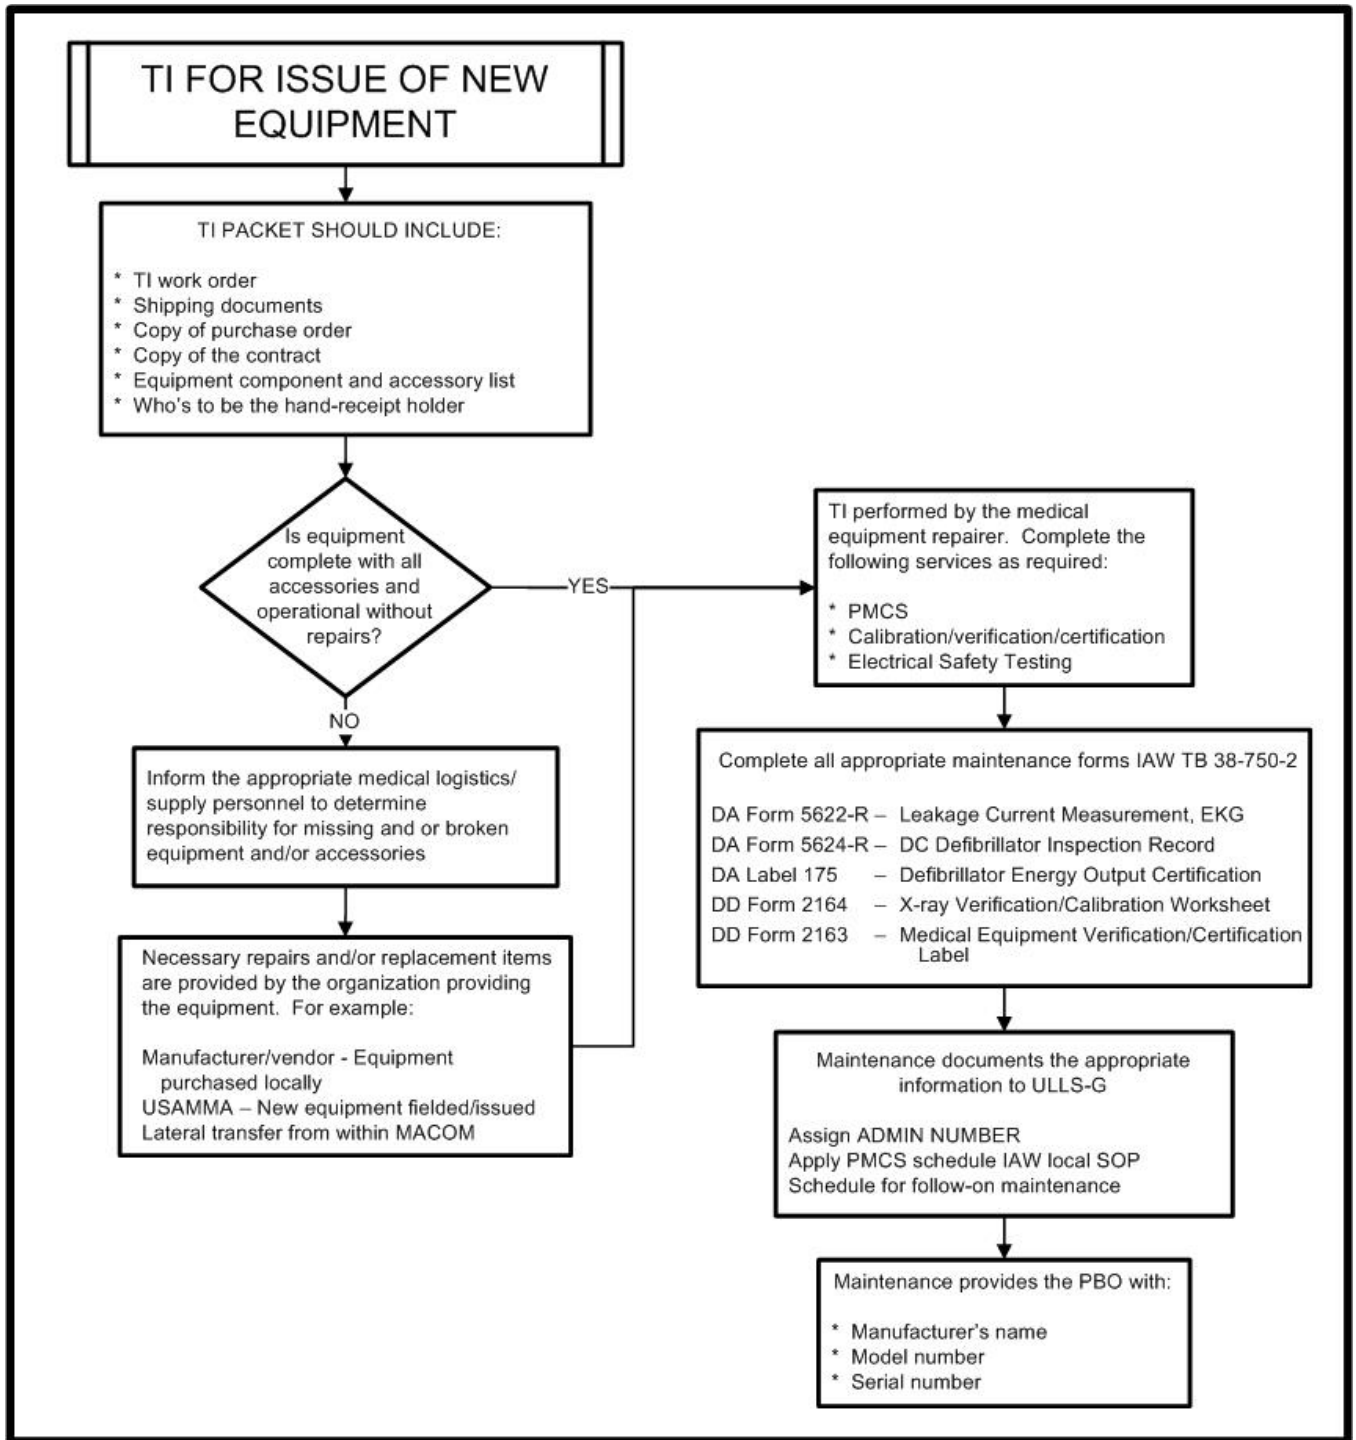 TI FOR ISSUE OF NEW
EQUIPMENT
TI PACKET SHOULD INCLUDE:
* TI work order
* Shipping documents
* Copy of purchase order
* Copy of the contract
* Equipment component and accessory list
* Who's to be the hand-receipt holder
Is equipment
complete with all
accessories and
operational without
repairs?
YES
NO
Inform the appropriate medical logistics/
supply personnel to determine
responsibility for missing and or broken
equipment and/or accessories
Necessary repairs and/or replacement items
are provided by the organization providing
the equipment. For example:
Manufacturer/vendor - Equipment
purchased locally
USAMMA – New equipment fielded/issued
Lateral transfer from within MACOM
TI performed by the medical
equipment repairer. Complete the
following services as required:
* PMCS
* Calibration/verification/certification
* Electrical Safety Testing
Complete all appropriate maintenance forms IAW TB 38-750-2
DA Form 5622-R – Leakage Current Measurement, EKG
DA Form 5624-R – DC Defibrillator Inspection Record
DA Label 175 – Defibrillator Energy Output Certification
DD Form 2164 – X-ray Verification/Calibration Worksheet
DD Form 2163 – Medical Equipment Verification/Certification
Label
Maintenance documents the appropriate
information to ULLS-G
Assign ADMIN NUMBER
Apply PMCS schedule IAW local SOP
Schedule for follow-on maintenance
Maintenance provides the PBO with:
* Manufacturer's name
* Model number
* Serial number